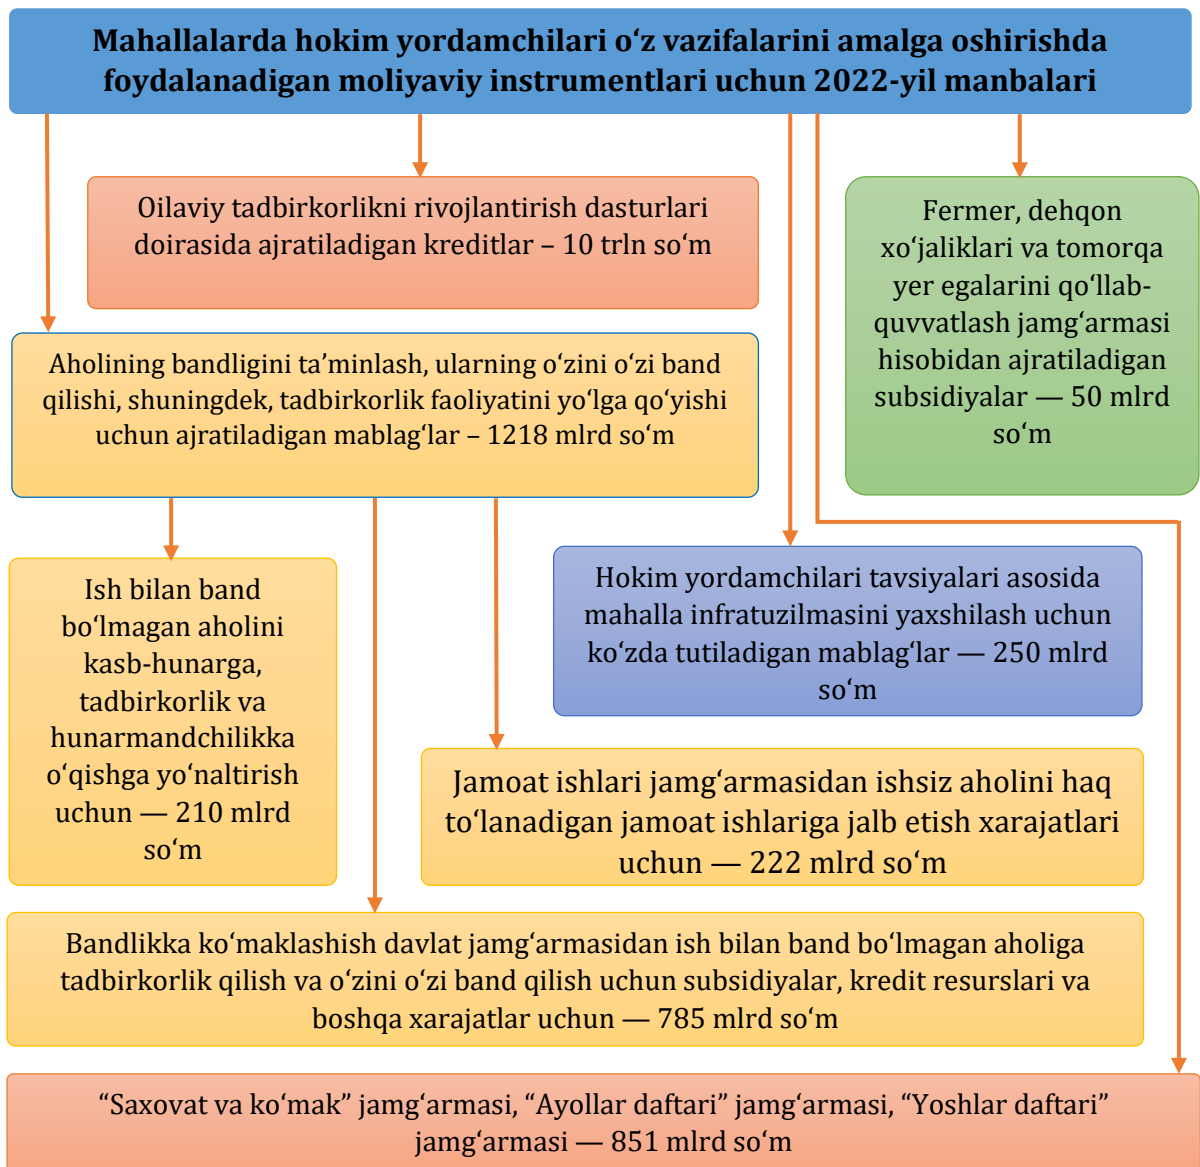 Mahallalarda hokim yordamchilari o‘z vazifalarini amalga oshirishda
foydalanadigan moliyaviy instrumentlari uchun 2022-yil manbalari
Oilaviy tadbirkorlikni rivojlantirish dasturlari
doirasida ajratiladigan kreditlar – 10 trln so‘m
Fermer, dehqon
xo‘jaliklari va tomorqa
yer egalarini qo‘llab-
quvvatlash jamg‘armasi
hisobidan ajratiladigan
subsidiyalar — 50 mlrd
so‘m
Aholining bandligini ta’minlash, ularning o‘zini o‘zi band
qilishi, shuningdek, tadbirkorlik faoliyatini yo‘lga qo‘yishi
uchun ajratiladigan mablag‘lar – 1218 mlrd so‘m
Ish bilan band
bo‘lmagan aholini
kasb-hunarga,
tadbirkorlik va
hunarmandchilikka
o‘qishga yo‘naltirish
uchun — 210 mlrd
so‘m
Hokim yordamchilari tavsiyalari asosida
mahalla infratuzilmasini yaxshilash uchun
ko‘zda tutiladigan mablag‘lar — 250 mlrd
so‘m
Jamoat ishlari jamg‘armasidan ishsiz aholini haq
to‘lanadigan jamoat ishlariga jalb etish xarajatlari
uchun — 222 mlrd so‘m
Bandlikka ko‘maklashish davlat jamg‘armasidan ish bilan band bo‘lmagan aholiga
tadbirkorlik qilish va o‘zini o‘zi band qilish uchun subsidiyalar, kredit resurslari va
boshqa xarajatlar uchun — 785 mlrd so‘m
“Saxovat va ko‘mak” jamg‘armasi, “Ayollar daftari” jamg‘armasi, “Yoshlar daftari”
jamg‘armasi — 851 mlrd so‘m